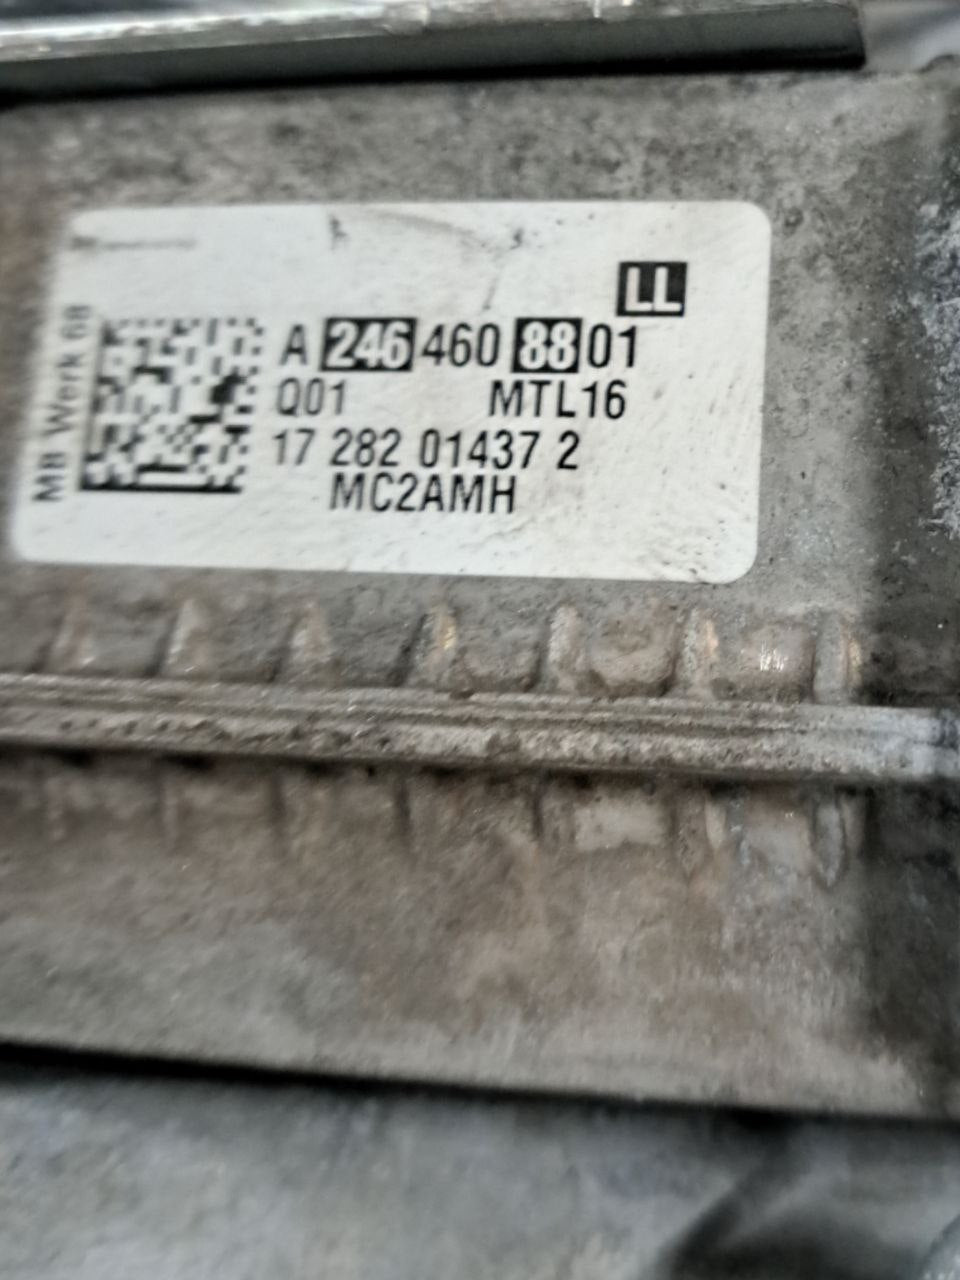 LL
A 246 460 88 01
Q01 MTL16
17 282 01437 2
MC2AMH
MB Werk 68